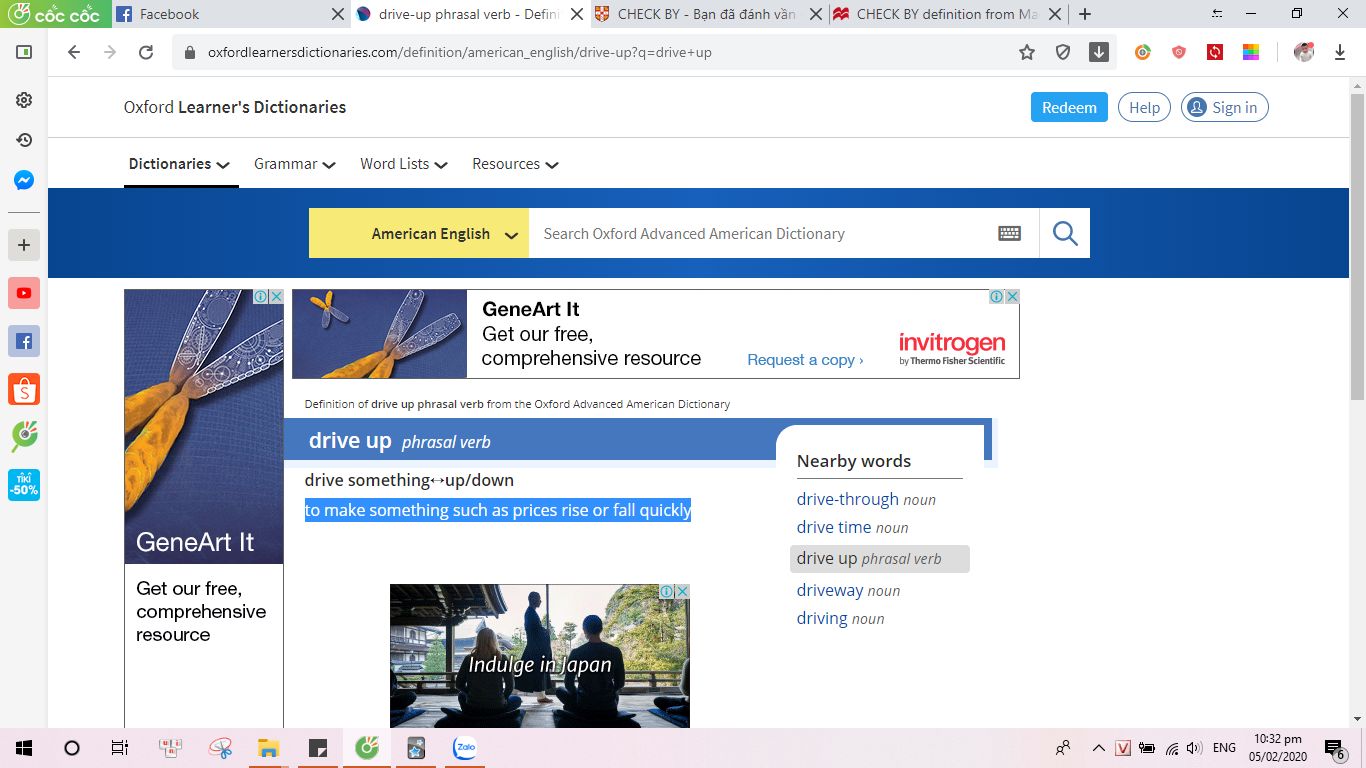 cốc cốc
Facebook
drive-up phrasal verb - Defin
CHECK BY - Bạn đã đánh vần
CHECK BY definition from Ma
oxfordlearnersdictionaries.com/definition/american_english/drive-up?q=drive+up
Oxford Learner's Dictionaries
Redeem
Help
Sign in
Dictionaries
Grammar
Word Lists
Resources
American English
Search Oxford Advanced American Dictionary
GeneArt It
Get our free,
comprehensive resource
Request a copy ›
invitrogen
by Thermo Fisher Scientific
Definition of drive up phrasal verb from the Oxford Advanced American Dictionary
drive up phrasal verb
drive something↔up/down
to make something such as prices rise or fall quickly
Nearby words
drive-through noun
drive time noun
drive up phrasal verb
driveway noun
driving noun
GeneArt It
Get our free,
comprehensive
resource
Indulge in Japan
TIKI
-50%
Zalo
V
ENG
10:32 pm
05/02/2020
6